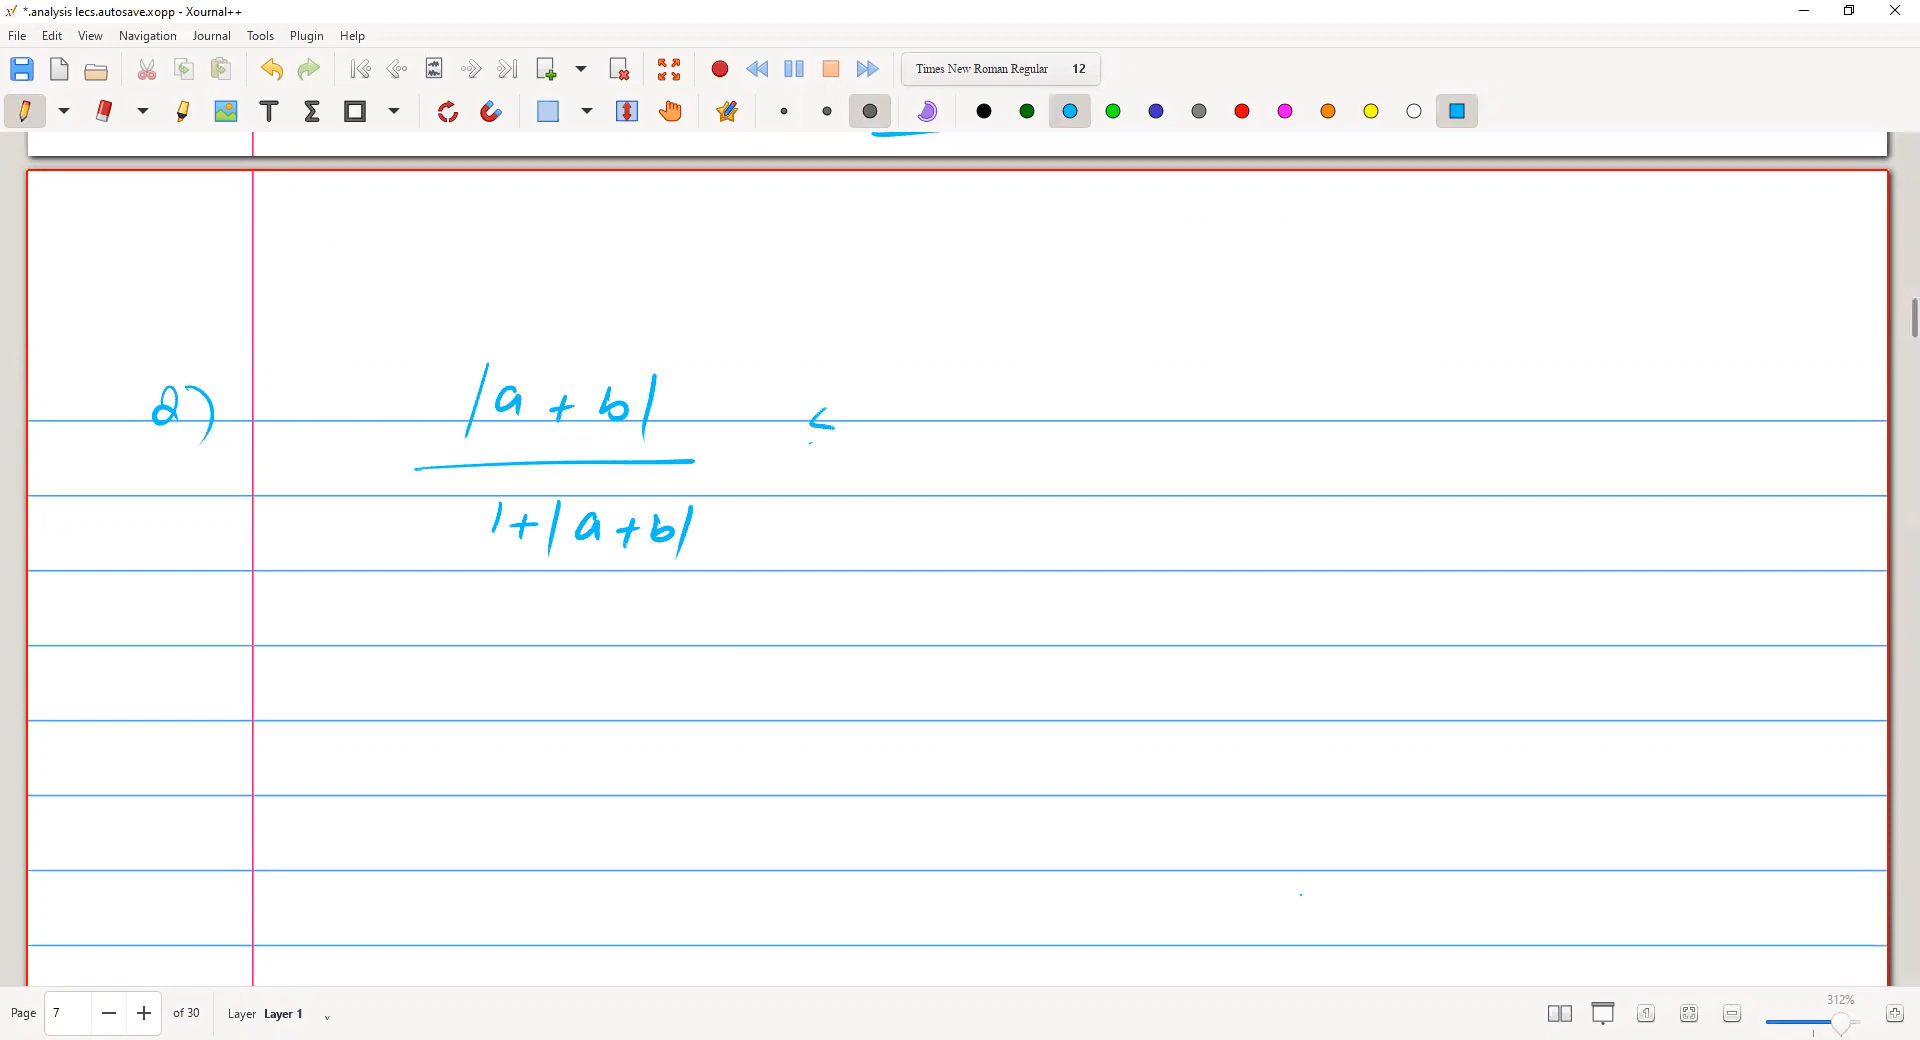 *.analysis lecs.autosave.xopp - Xournal++
File Edit View Navigation Journal Tools Plugin Help
Times New Roman Regular 12
2) |a + b| <
1+|a+b|
Page 7 of 30 Layer Layer 1 312%